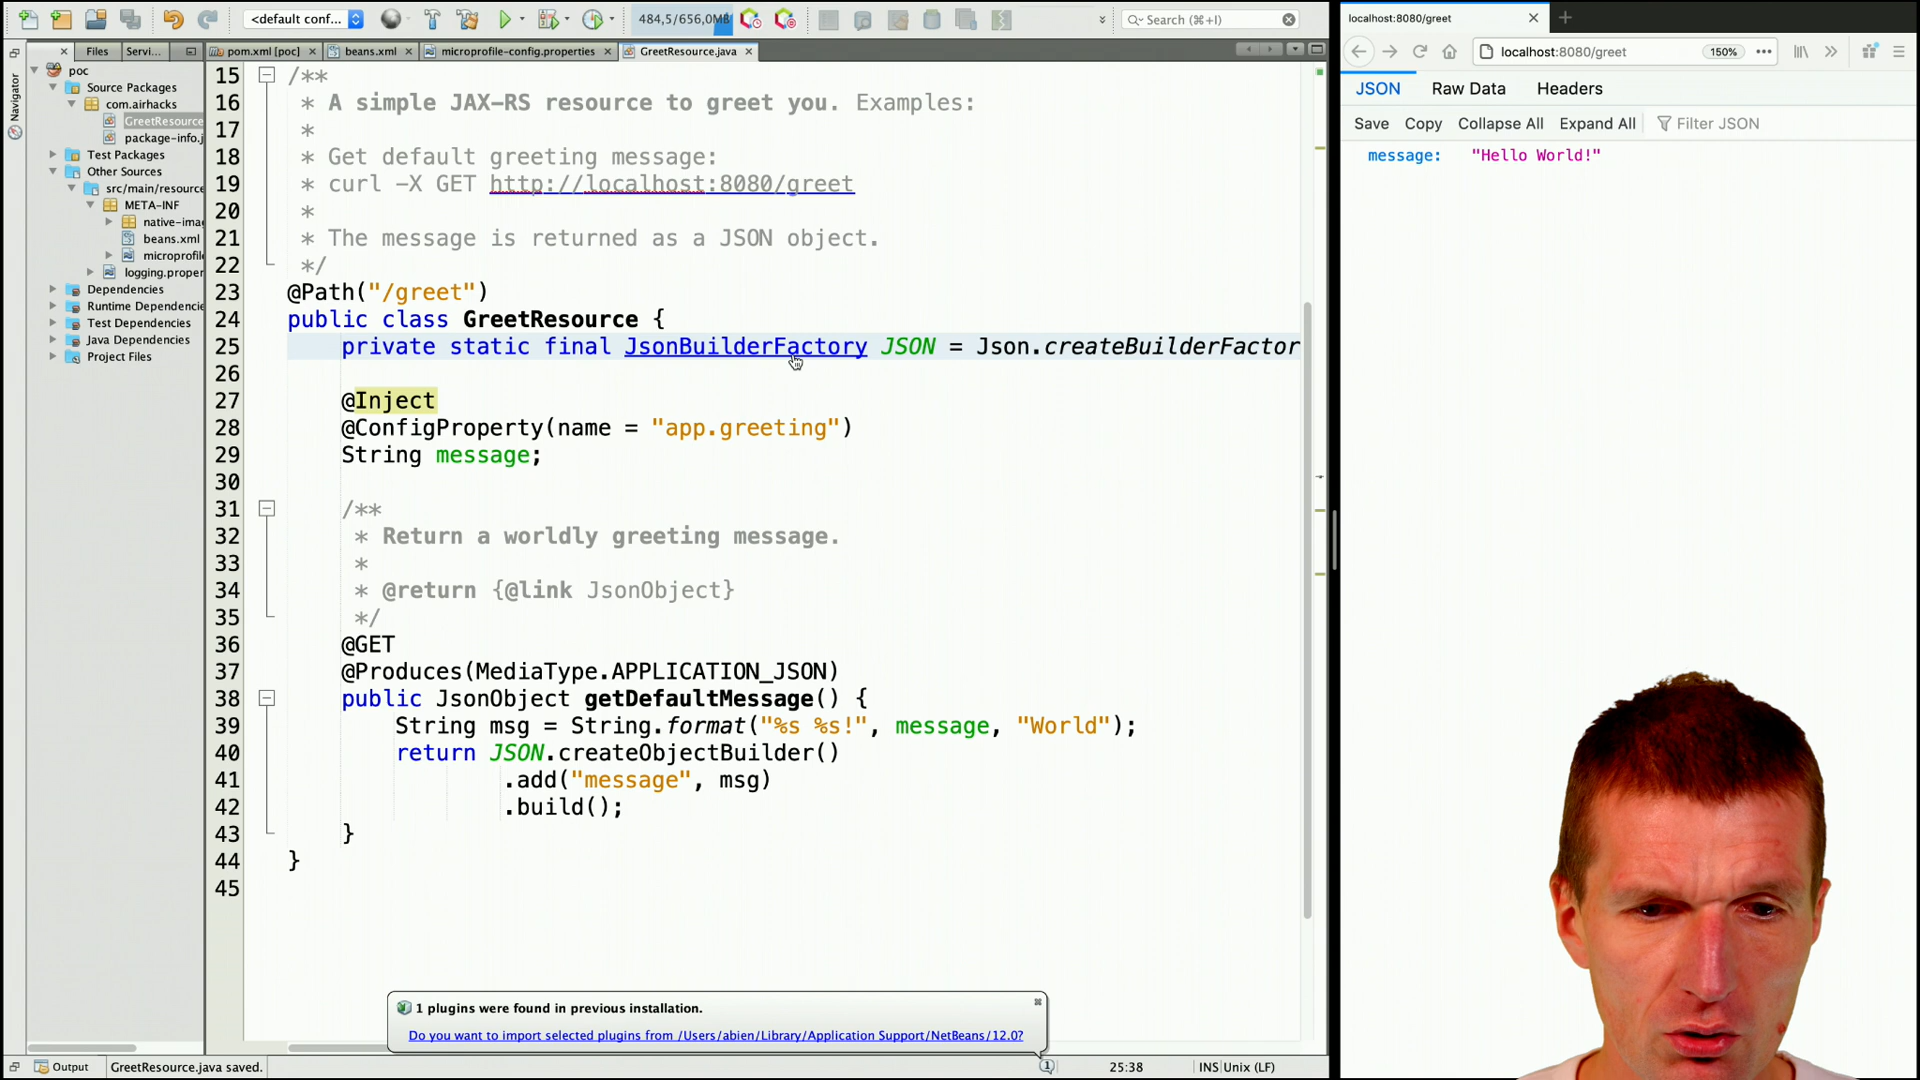 <default conf...
484,5/656,0MB
Search (⌘+I)
Files
Servi...
pom.xml [poc]
beans.xml
microprofile-config.properties
GreetResource.java
Navigator
poc
Source Packages
com.airhacks
GreetResource
package-info.j
Test Packages
Other Sources
src/main/resource
META-INF
native-ima
beans.xml
microprofile
logging.proper
Dependencies
Runtime Dependencie
Test Dependencies
Java Dependencies
Project Files
15 /**
16 * A simple JAX-RS resource to greet you. Examples:
17 *
18 * Get default greeting message:
19 * curl -X GET http://localhost:8080/greet
20 *
21 * The message is returned as a JSON object.
22 */
23 @Path("/greet")
24 public class GreetResource {
25 private static final JsonBuilderFactory JSON = Json.createBuilderFactor
26
27 @Inject
28 @ConfigProperty(name = "app.greeting")
29 String message;
30
31 /**
32 * Return a worldly greeting message.
33 *
34 * @return {@link JsonObject}
35 */
36 @GET
37 @Produces(MediaType.APPLICATION_JSON)
38 public JsonObject getDefaultMessage() {
39 String msg = String.format("%s %s!", message, "World");
40 return JSON.createObjectBuilder()
41 .add("message", msg)
42 .build();
43 }
44 }
45
1 plugins were found in previous installation.
Do you want to import selected plugins from /Users/abien/Library/Application Support/NetBeans/12.0?
Output
GreetResource.java saved.
1
25:38
INS
Unix (LF)
localhost:8080/greet
localhost:8080/greet
150%
JSON
Raw Data
Headers
Save
Copy
Collapse All
Expand All
Filter JSON
message: "Hello World!"